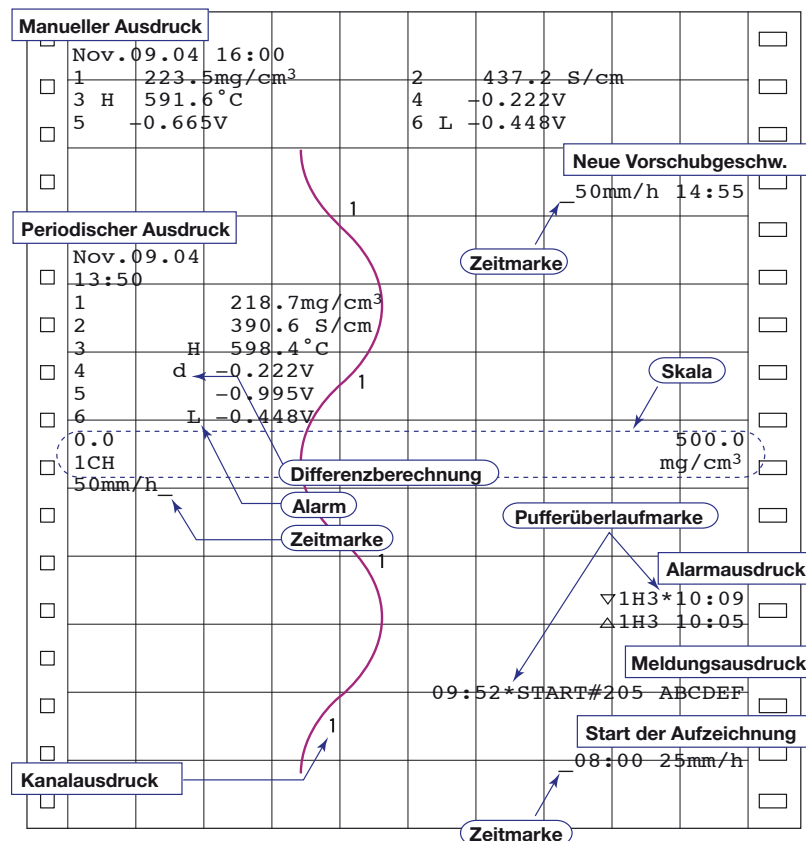 Manueller Ausdruck
Nov.09.04 16:00
1 223.5mg/cm³ 2 437.2 S/cm
3 H 591.6°C 4 -0.222V
5 -0.665V 6 L -0.448V
Neue Vorschubgeschw.
_50mm/h 14:55
1
Zeitmarke
Periodischer Ausdruck
Nov.09.04
13:50
1 218.7mg/cm³
2 390.6 S/cm
3 H 598.4°C
4 d -0.222V
5 -0.995V
6 L -0.448V
1
Skala
0.0 500.0
1CH mg/cm³
50mm/h_
Differenzberechnung
Alarm
Zeitmarke
1
Pufferüberlaufmarke
Alarmausdruck
▽1H3*10:09
△1H3 10:05
Meldungsausdruck
09:52*START#205 ABCDEF
1
Start der Aufzeichnung
_08:00 25mm/h
Kanalausdruck
Zeitmarke